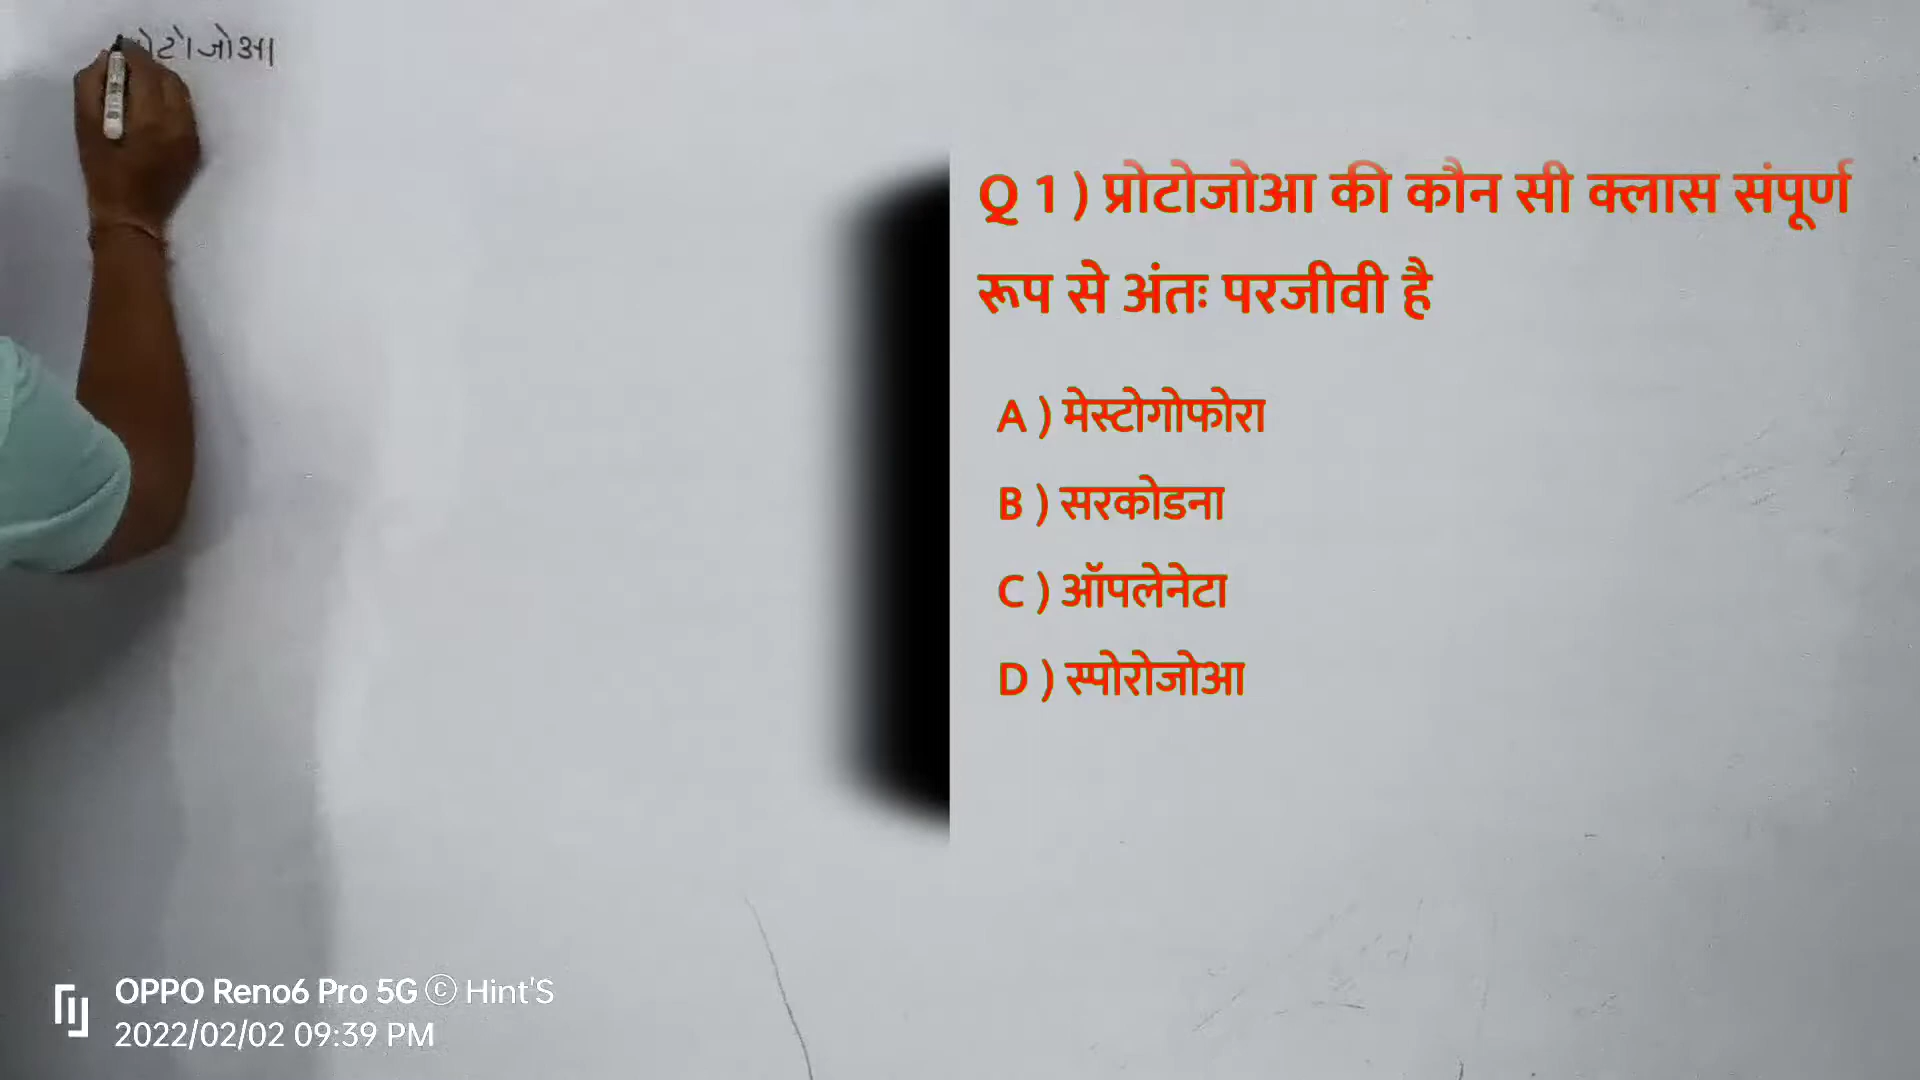 Q 1 ) प्रोटोजोआ की कौन सी क्लास संपूर्ण
रूप से अंतः परजीवी है
A ) मेस्टोगोफोरा
B ) सरकोडना
C ) ऑपलेनेटा
D ) स्पोरोजोआ
OPPO Reno6 Pro 5G © Hint'S
2022/02/02 09:39 PM